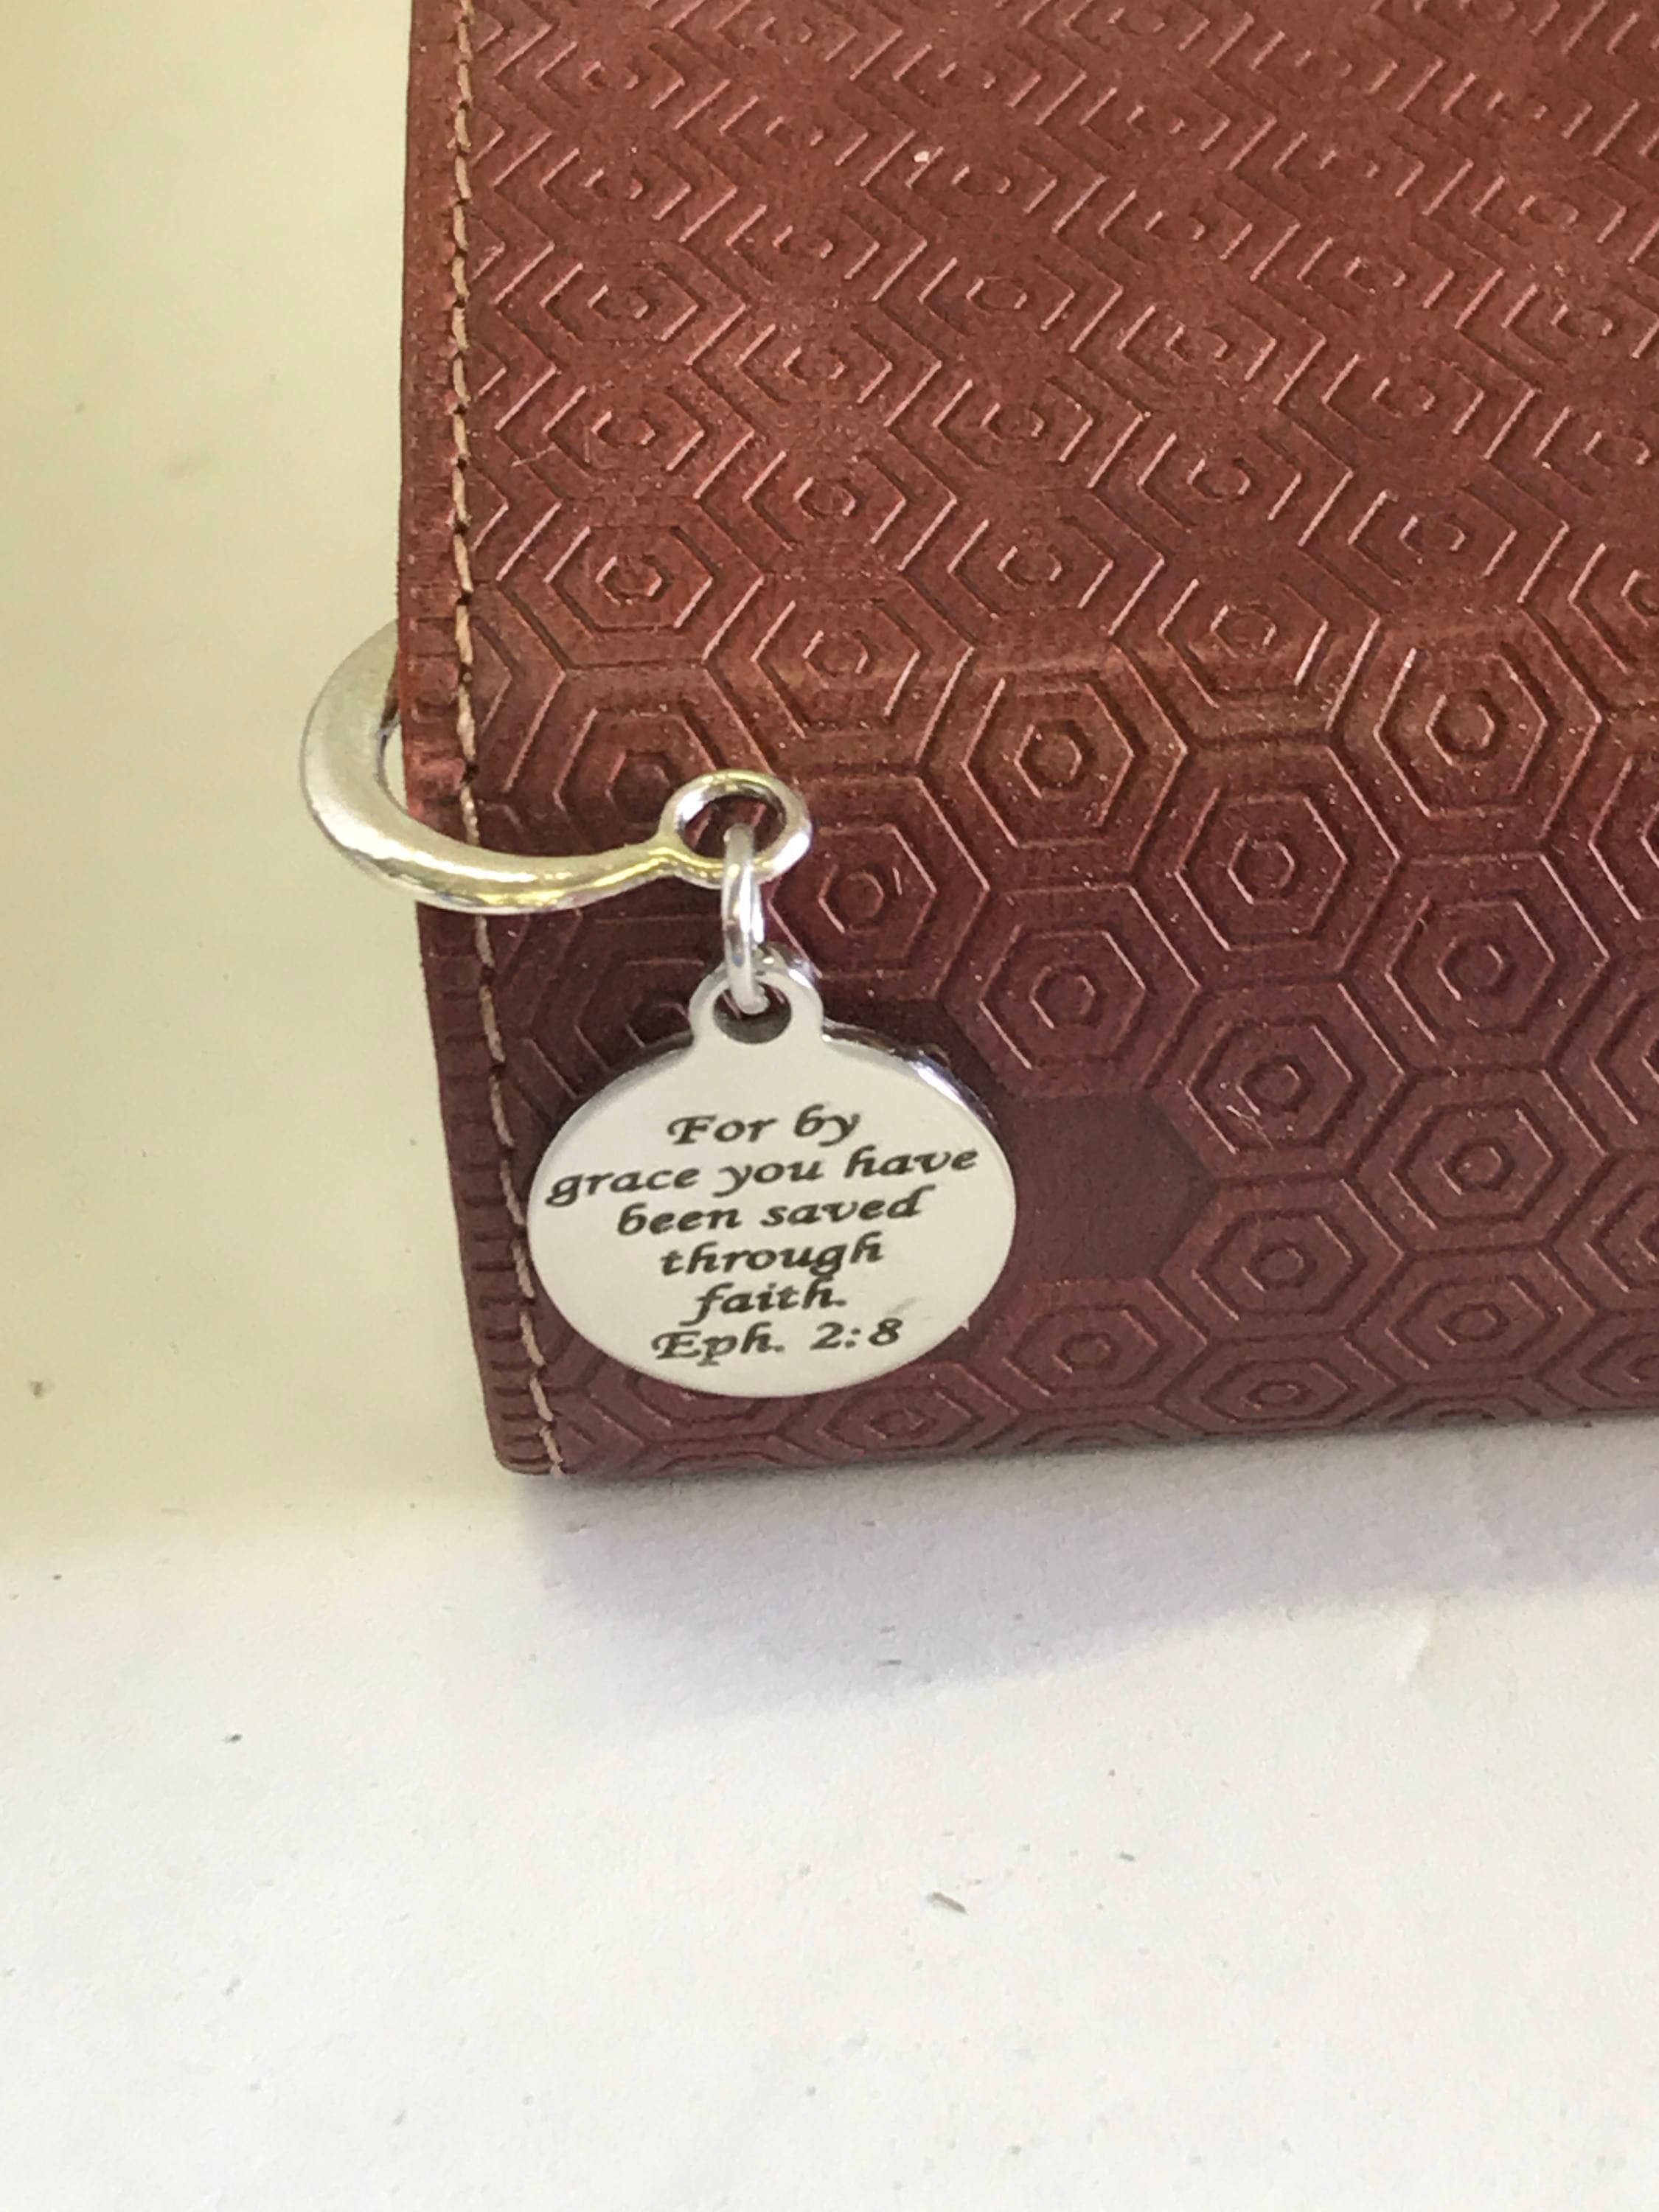 For by
grace you have
been saved
through
faith.
Eph. 2:8